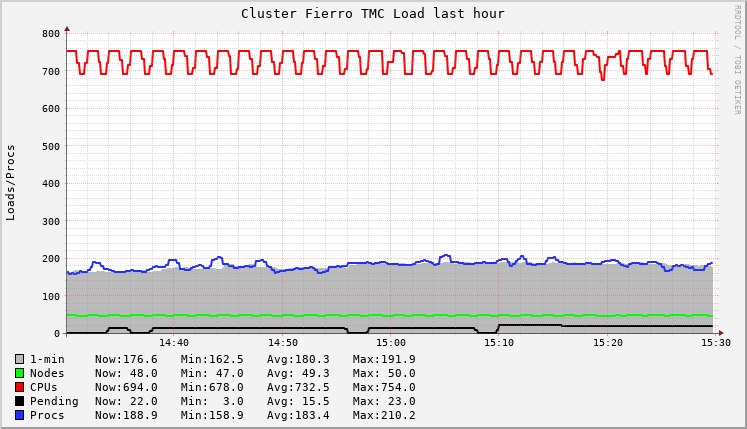 Cluster Fierro TMC Load last hour
RRDTOOL / TOBI OETIKER
Loads/Procs
800
700
600
500
400
300
200
100
0
14:40 14:50 15:00 15:10 15:20 15:30
1-min Now:176.6 Min:162.5 Avg:180.3 Max:191.9
Nodes Now: 48.0 Min: 47.0 Avg: 49.3 Max: 50.0
CPUs Now:694.0 Min:678.0 Avg:732.5 Max:754.0
Pending Now: 22.0 Min: 3.0 Avg: 15.5 Max: 23.0
Procs Now:188.9 Min:158.9 Avg:183.4 Max:210.2